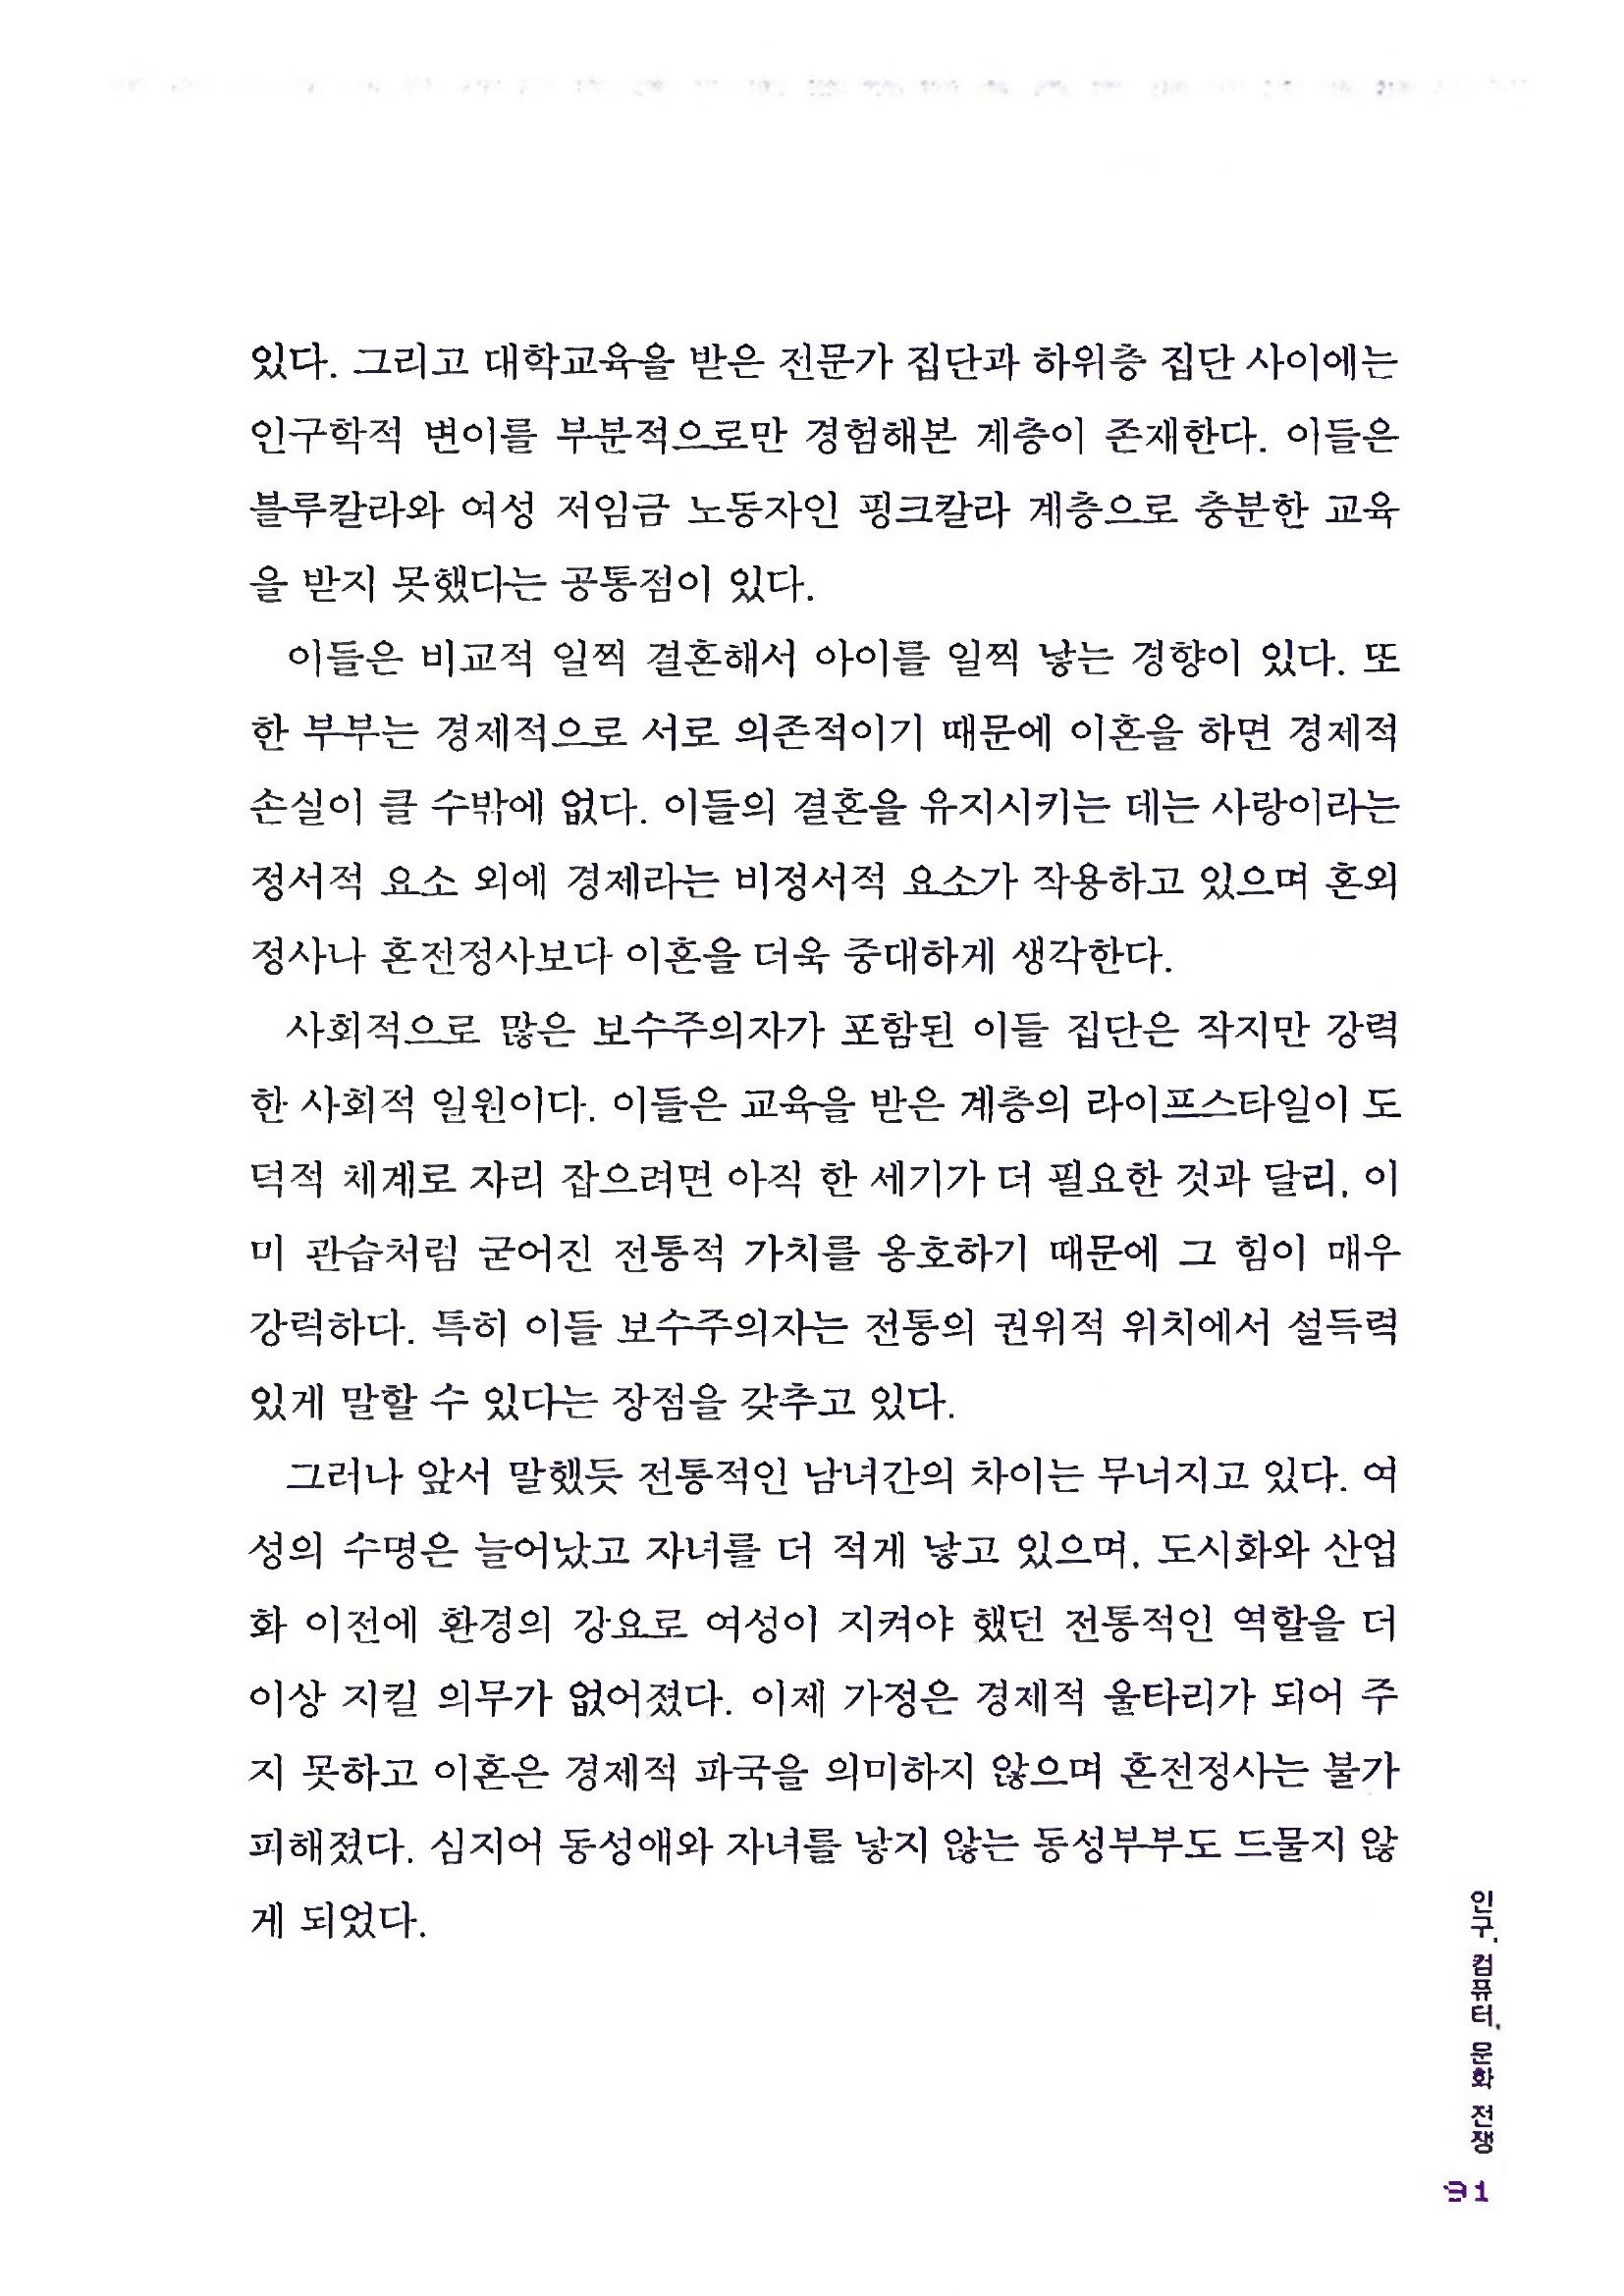 있다. 그리고 대학교육을 받은 전문가 집단과 하위층 집단 사이에는
인구학적 변이를 부분적으로만 경험해본 계층이 존재한다. 이들은
블루칼라와 여성 저임금 노동자인 핑크칼라 계층으로 충분한 교육
을 받지 못했다는 공통점이 있다.
이들은 비교적 일찍 결혼해서 아이를 일찍 낳는 경향이 있다. 또
한 부부는 경제적으로 서로 의존적이기 때문에 이혼을 하면 경제적
손실이 클 수밖에 없다. 이들의 결혼을 유지시키는 데는 사랑이라는
정서적 요소 외에 경제라는 비정서적 요소가 작용하고 있으며 혼외
정사나 혼전정사보다 이혼을 더욱 중대하게 생각한다.
사회적으로 많은 보수주의자가 포함된 이들 집단은 작지만 강력
한 사회적 일원이다. 이들은 교육을 받은 계층의 라이프스타일이 도
덕적 체계로 자리 잡으려면 아직 한 세기가 더 필요한 것과 달리, 이
미 관습처럼 굳어진 전통적 가치를 옹호하기 때문에 그 힘이 매우
강력하다. 특히 이들 보수주의자는 전통의 권위적 위치에서 설득력
있게 말할 수 있다는 장점을 갖추고 있다.
그러나 앞서 말했듯 전통적인 남녀간의 차이는 무너지고 있다. 여
성의 수명은 늘어났고 자녀를 더 적게 낳고 있으며, 도시화와 산업
화 이전에 환경의 강요로 여성이 지켜야 했던 전통적인 역할을 더
이상 지킬 의무가 없어졌다. 이제 가정은 경제적 울타리가 되어 주
지 못하고 이혼은 경제적 파국을 의미하지 않으며 혼전정사는 불가
피해졌다. 심지어 동성애와 자녀를 낳지 않는 동성부부도 드물지 않
게 되었다.
인구, 컴퓨터, 문화 전쟁
31